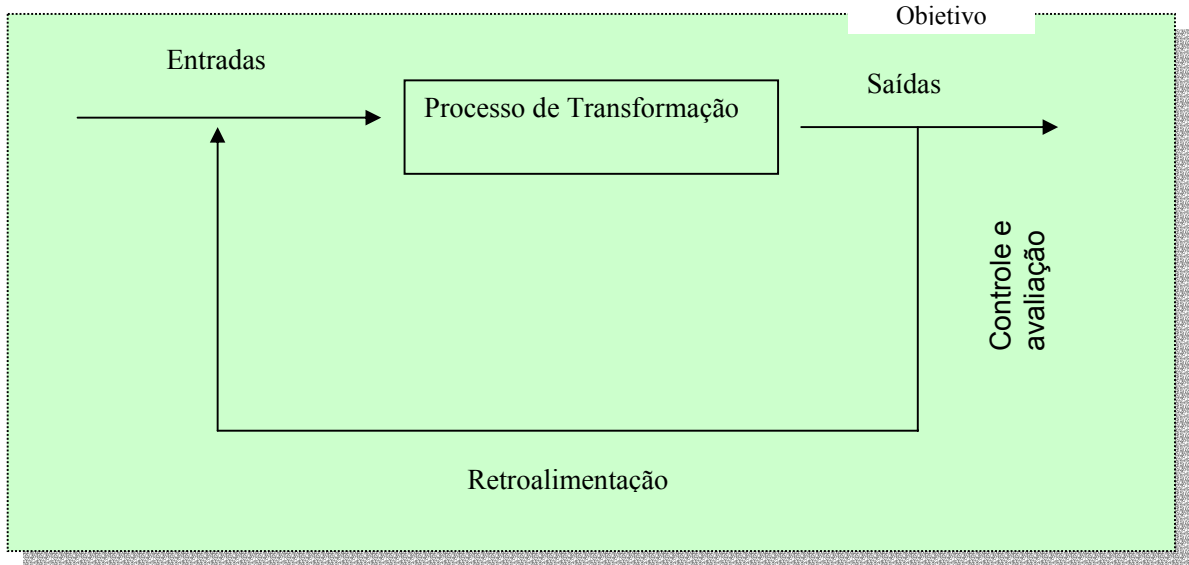 Objetivo
Entradas
Saídas
Processo de Transformação
Controle e
avaliação
Retroalimentação